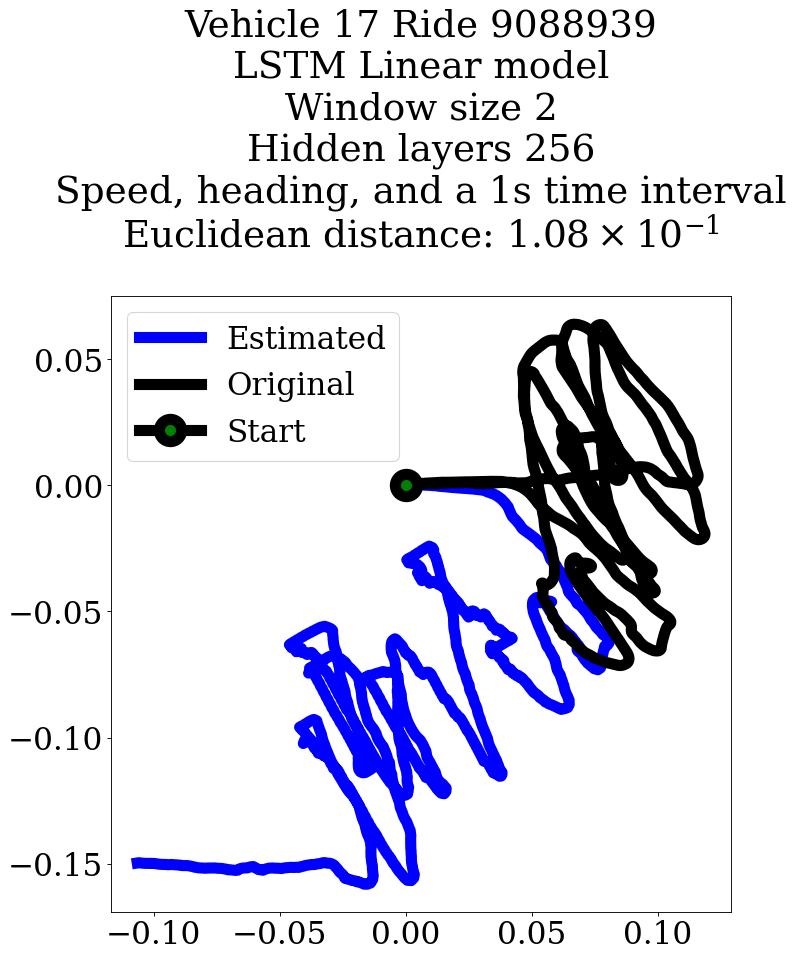 Vehicle 17 Ride 9088939
LSTM Linear model
Window size 2
Hidden layers 256
Speed, heading, and a 1s time interval
Euclidean distance: 1.08 × 10⁻¹
Estimated
Original
Start
0.05
0.00
−0.05
−0.10
−0.15
−0.10 −0.05 0.00 0.05 0.10